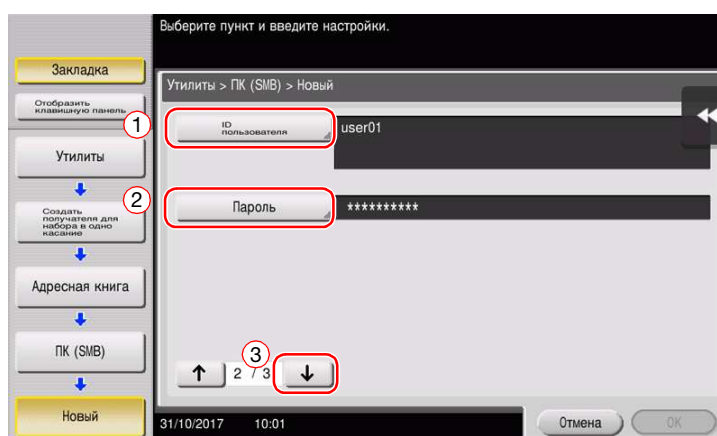 Выберите пункт и введите настройки.
Закладка
Отобразить
клавишную панель
Утилиты
Создать
получателя для
набора в одно
касание
Адресная книга
ПК (SMB)
Новый
Утилиты > ПК (SMB) > Новый
1
ID
пользователя
user01
2
Пароль
**********
3
↑ 2 / 3 ↓
31/10/2017 10:01
Отмена
OK